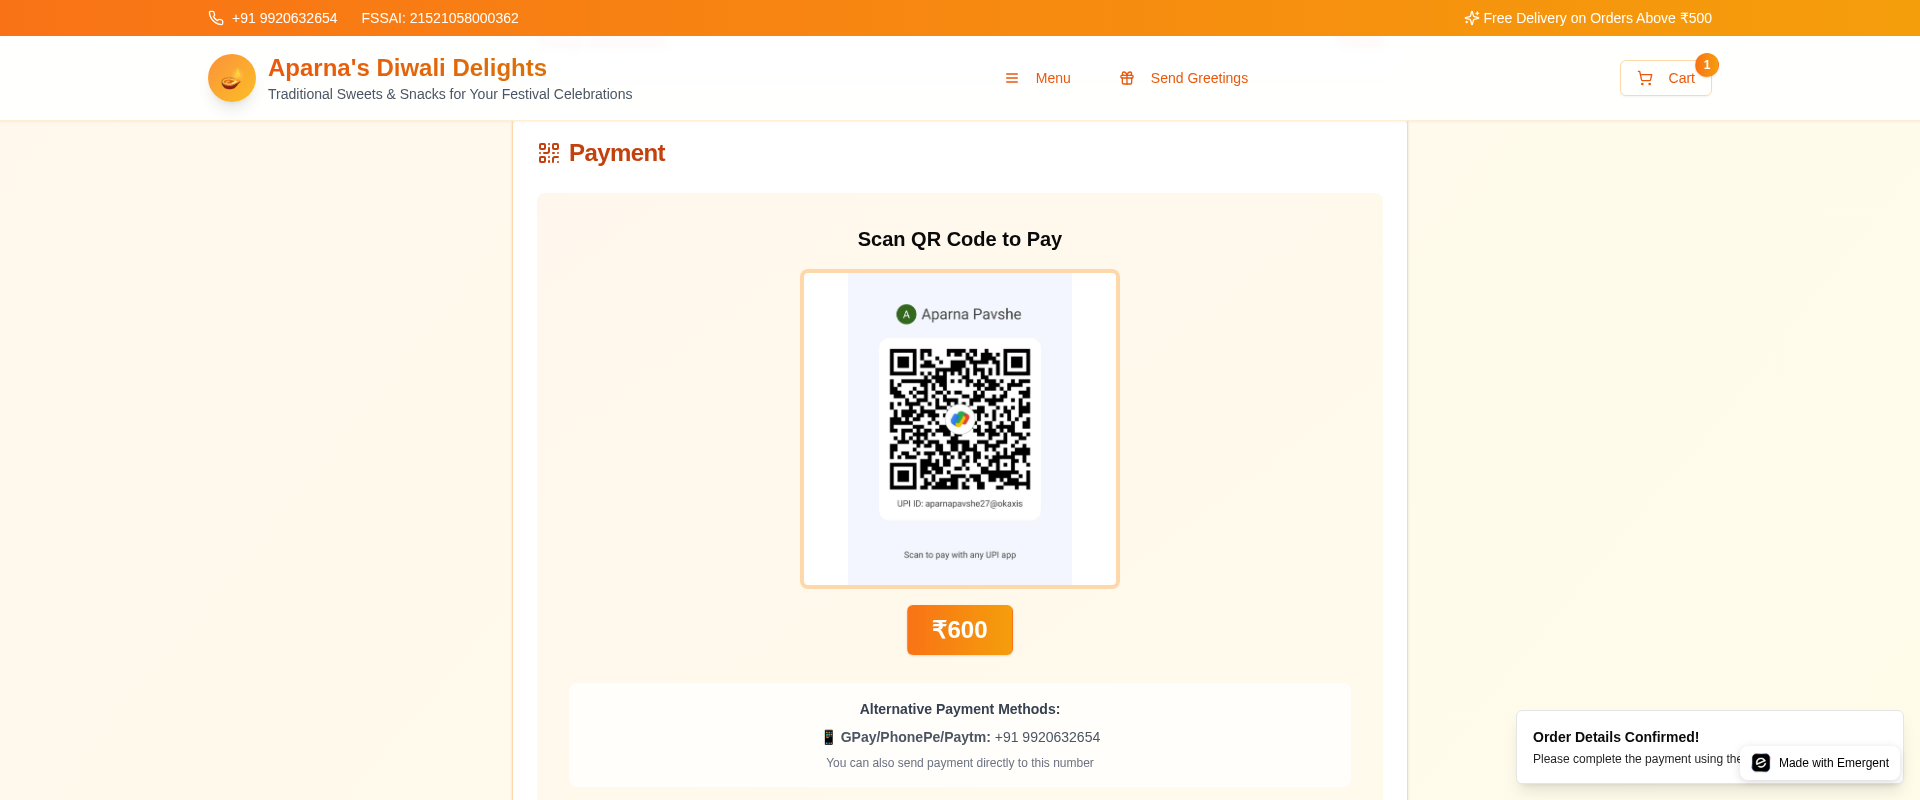 +91 9920632654
FSSAI: 21521058000362
Free Delivery on Orders Above ₹500
Aparna's Diwali Delights
Traditional Sweets & Snacks for Your Festival Celebrations
Menu
Send Greetings
Cart
1
Payment
Scan QR Code to Pay
A Aparna Pavshe
UPI ID: aparnapavshe27@okaxis
Scan to pay with any UPI app
₹600
Alternative Payment Methods:
GPay/PhonePe/Paytm: +91 9920632654
You can also send payment directly to this number
Order Details Confirmed!
Please complete the payment using the
Made with Emergent